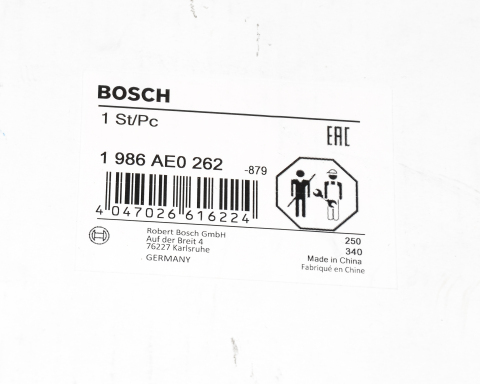 BOSCH
1 St/Pc
EAC
1 986 AE0 262 -879
4 047026 616224
Robert Bosch GmbH
Auf der Breit 4
76227 Karlsruhe
GERMANY
250
340
Made in China
Fabriqué en Chine